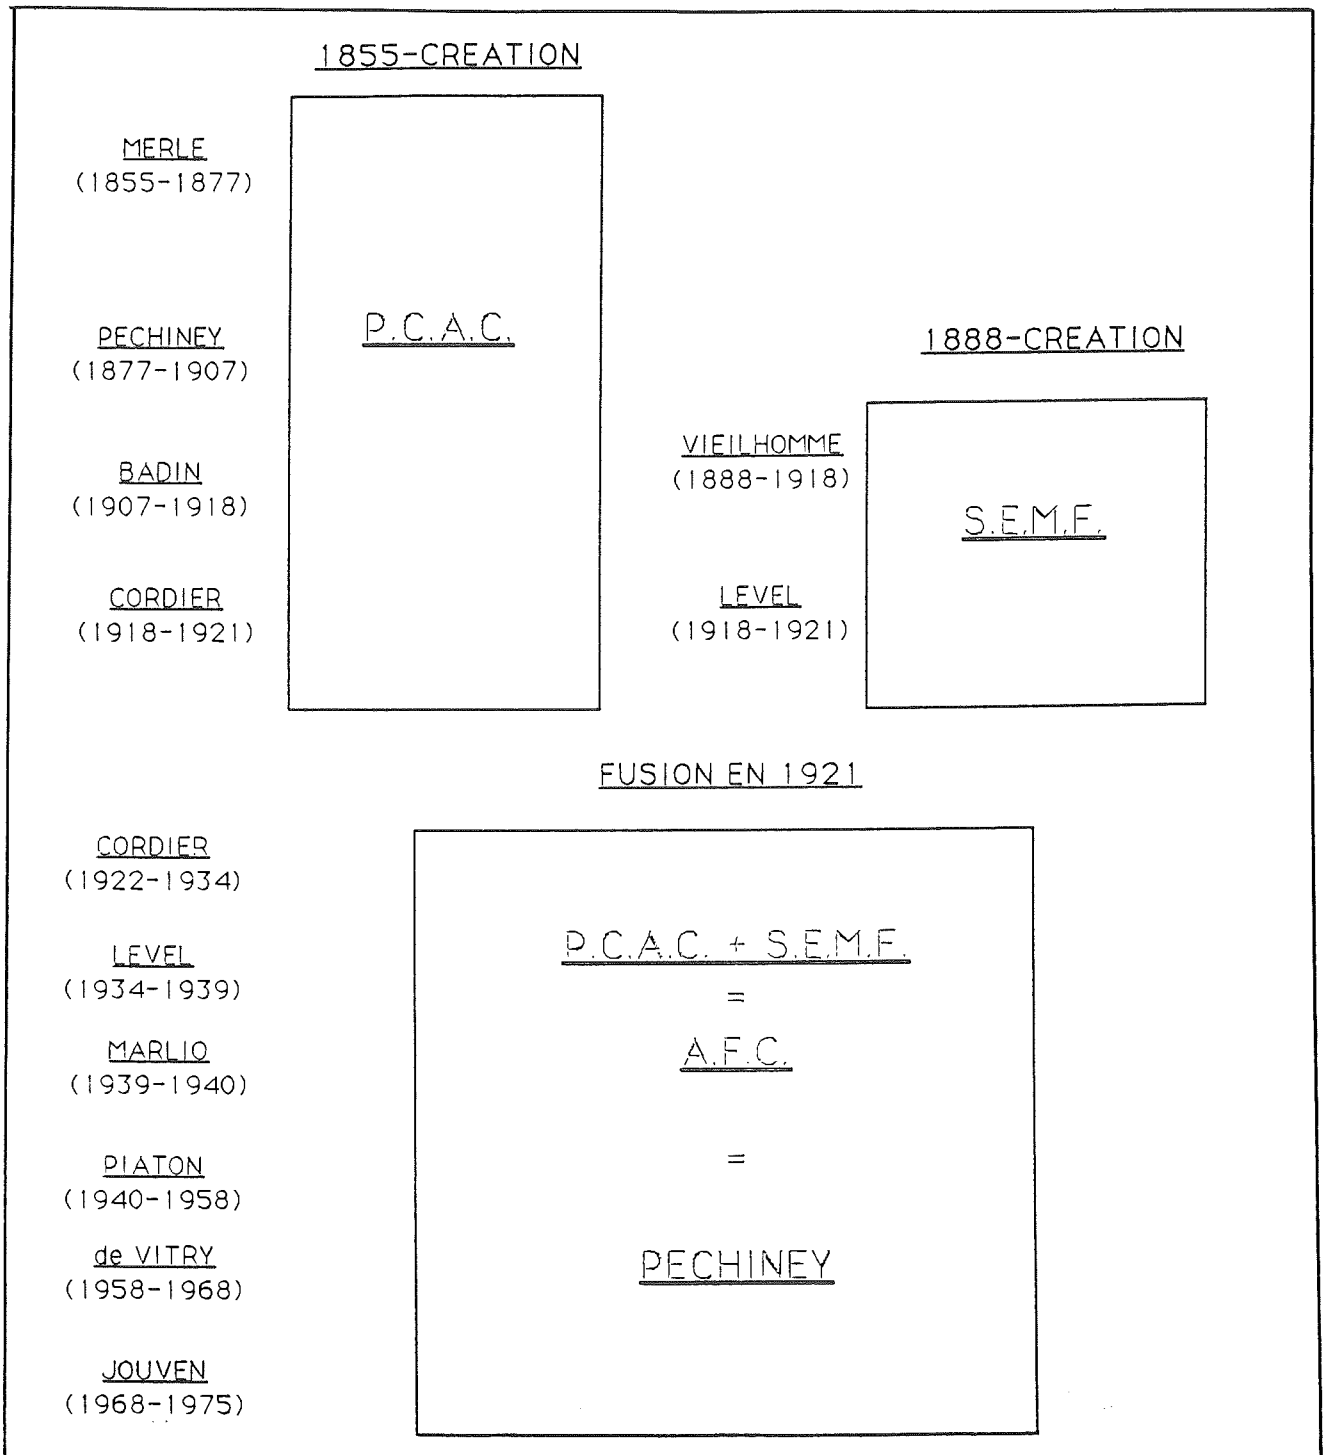 1855-CREATION
MERLE
(1855-1877)
PECHINEY
(1877-1907)
P.C.A.C.
BADIN
(1907-1918)
CORDIER
(1918-1921)
1888-CREATION
VIEILHOMME
(1888-1918)
S.E.M.F.
LEVEL
(1918-1921)
FUSION EN 1921
CORDIER
(1922-1934)
LEVEL
(1934-1939)
MARLIO
(1939-1940)
PIATON
(1940-1958)
de VITRY
(1958-1968)
JOUVEN
(1968-1975)
P.C.A.C. + S.E.M.F.
=
A.F.C.
=
PECHINEY